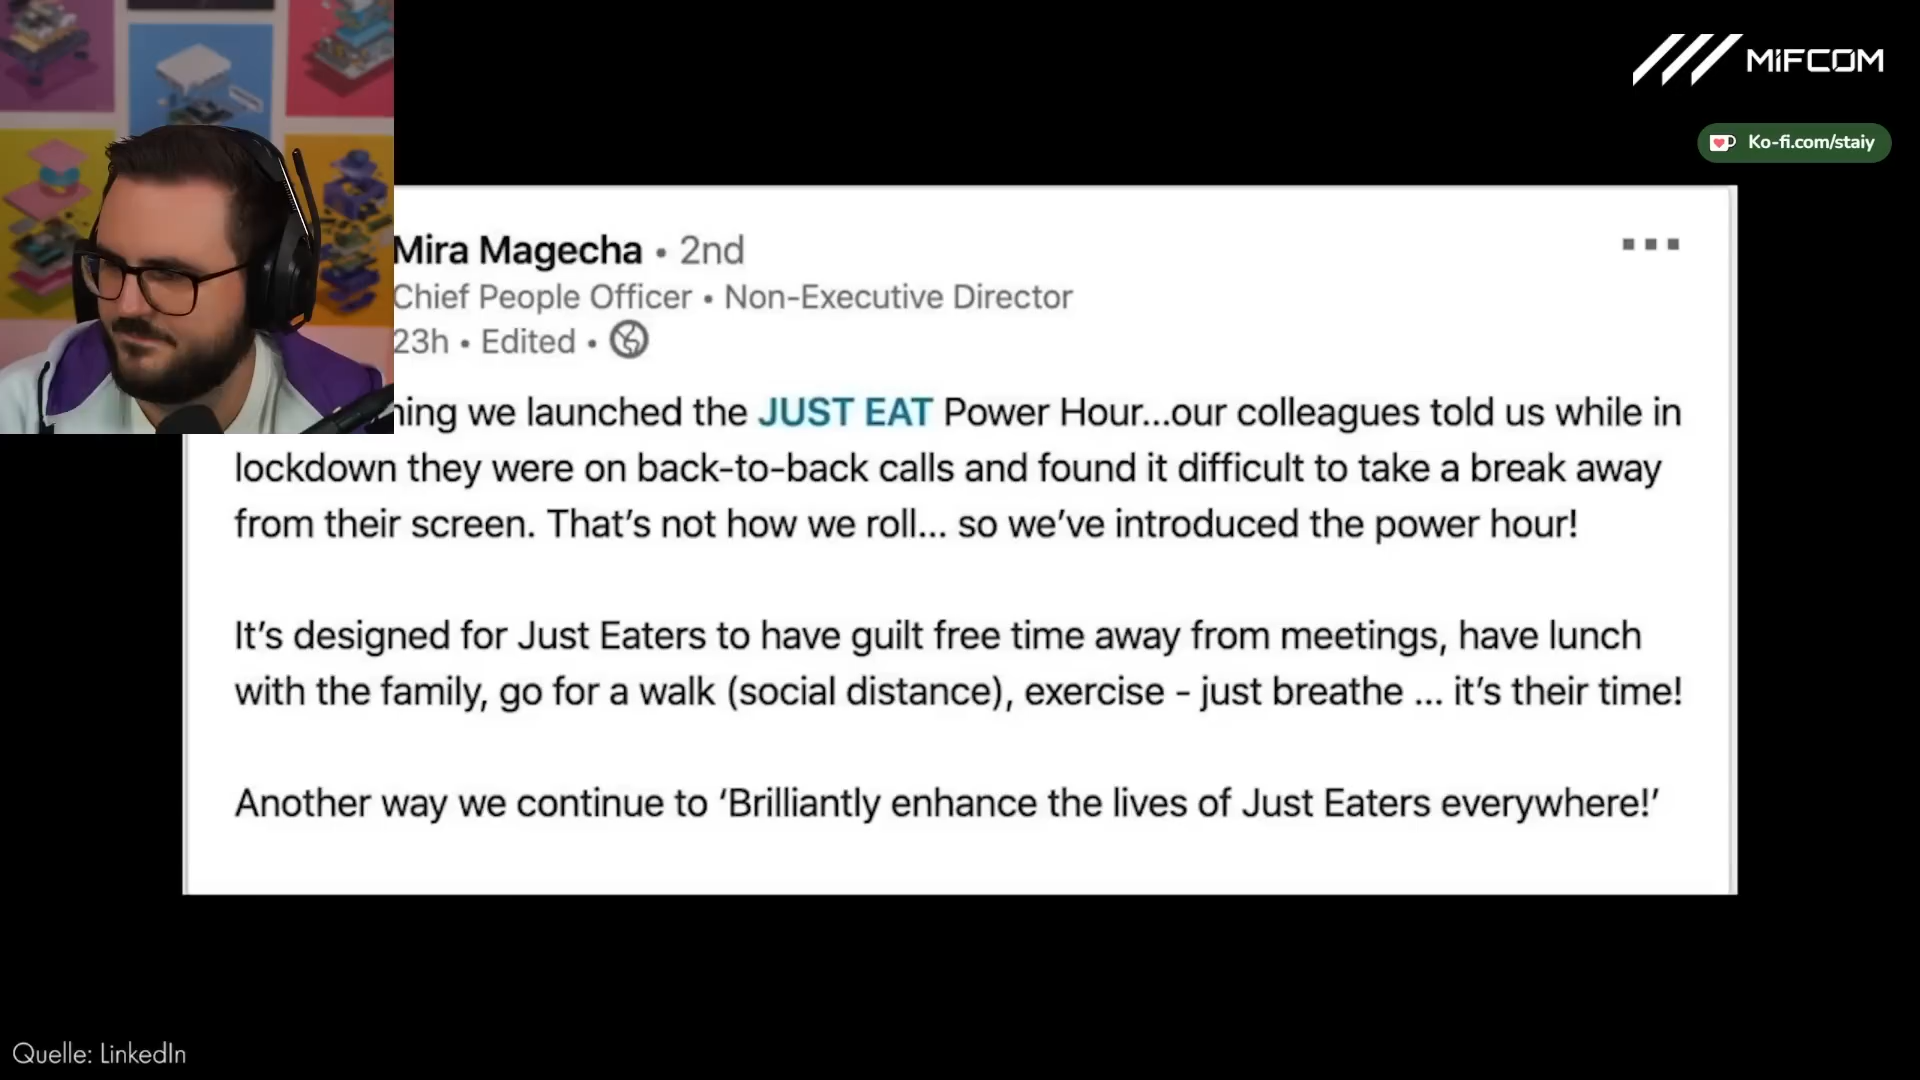 MIFCOM
Ko-fi.com/staiy
Mira Magecha • 2nd
Chief People Officer • Non-Executive Director
23h • Edited •
we launched the JUST EAT Power Hour...our colleagues told us while in
lockdown they were on back-to-back calls and found it difficult to take a break away
from their screen. That's not how we roll... so we've introduced the power hour!
It's designed for Just Eaters to have guilt free time away from meetings, have lunch
with the family, go for a walk (social distance), exercise - just breathe ... it's their time!
Another way we continue to ‘Brilliantly enhance the lives of Just Eaters everywhere!’
Quelle: LinkedIn